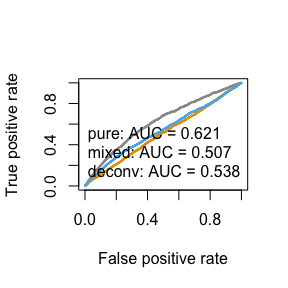 True positive rate
0.8
0.4
0.0
pure: AUC = 0.621
mixed: AUC = 0.507
deconv: AUC = 0.538
0.0 0.4 0.8
False positive rate